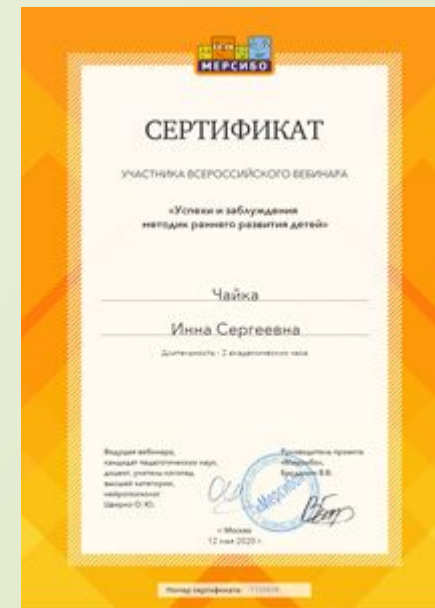 МЕРСИБО
СЕРТИФИКАТ
УЧАСТНИКА ВСЕРОССИЙСКОГО ВЕБИНАРА
«Успехи и заблуждения
методик раннего развития детей»
Чайка
Инна Сергеевна
Длительность - 2 академических часа
Ведущая вебинара,
кандидат педагогических наук,
доцент, учитель-логопед
высшей категории,
нейропсихолог
Руководитель проекта
«Мерсибо»,
г. Москва
12 мая 2020 г.
Номер сертификата: